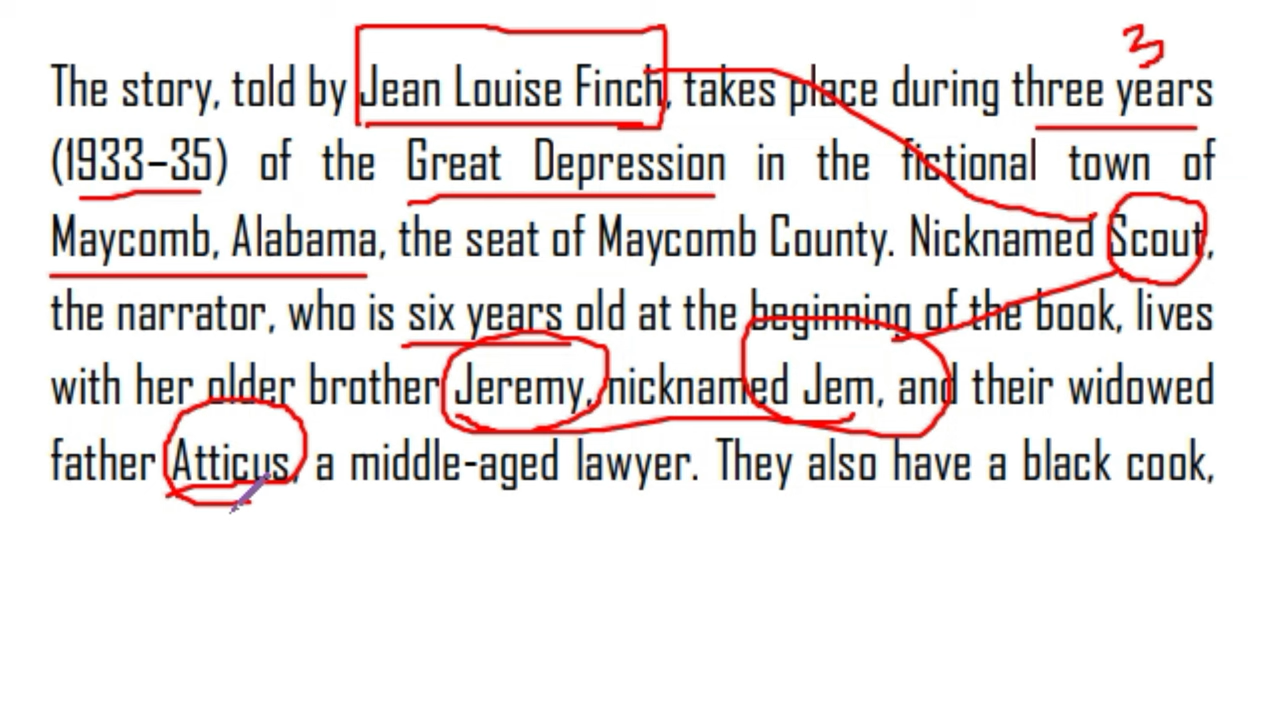 3
The story, told by Jean Louise Finch, takes place during three years
(1933–35) of the Great Depression in the fictional town of
Maycomb, Alabama, the seat of Maycomb County. Nicknamed Scout,
the narrator, who is six years old at the beginning of the book, lives
with her older brother Jeremy, nicknamed Jem, and their widowed
father Atticus, a middle-aged lawyer. They also have a black cook,